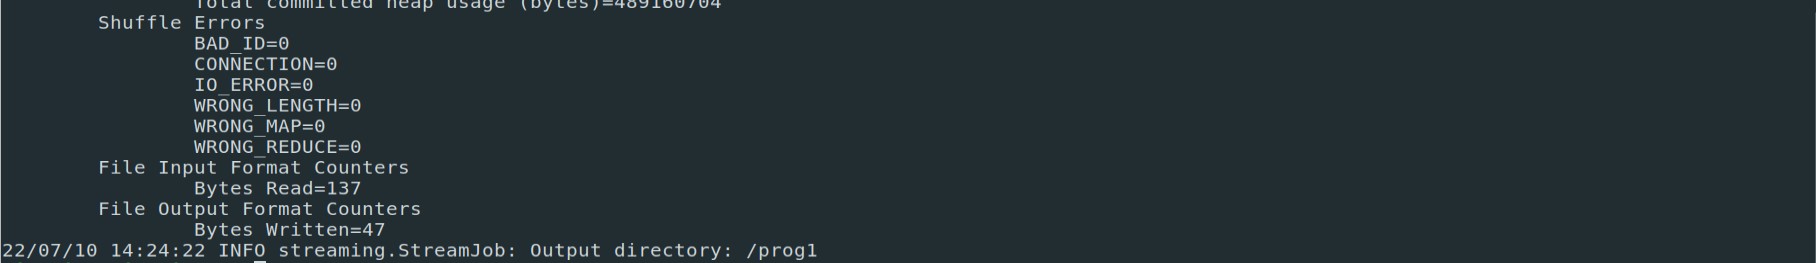 Total committed heap usage (bytes)=489160704
Shuffle Errors
BAD_ID=0
CONNECTION=0
IO_ERROR=0
WRONG_LENGTH=0
WRONG_MAP=0
WRONG_REDUCE=0
File Input Format Counters
Bytes Read=137
File Output Format Counters
Bytes Written=47
22/07/10 14:24:22 INFO streaming.StreamJob: Output directory: /prog1